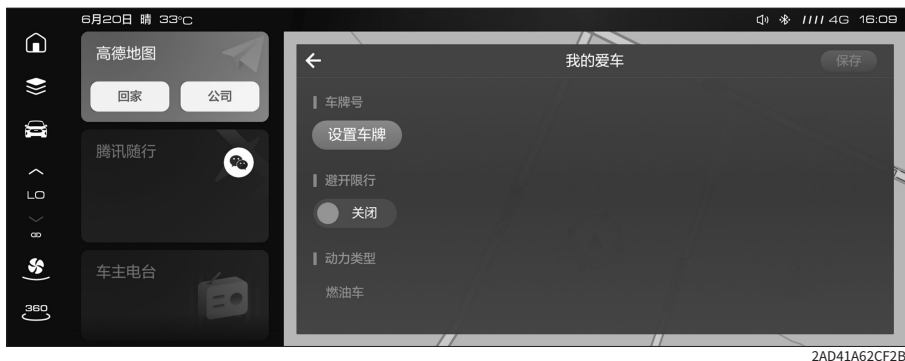 6月20日 晴 33°C
4G 16:09
高德地图
回家 公司
腾讯随行
车主电台
LO
360
我的爱车
保存
车牌号
设置车牌
避开限行
关闭
动力类型
燃油车
2AD41A62CF2B